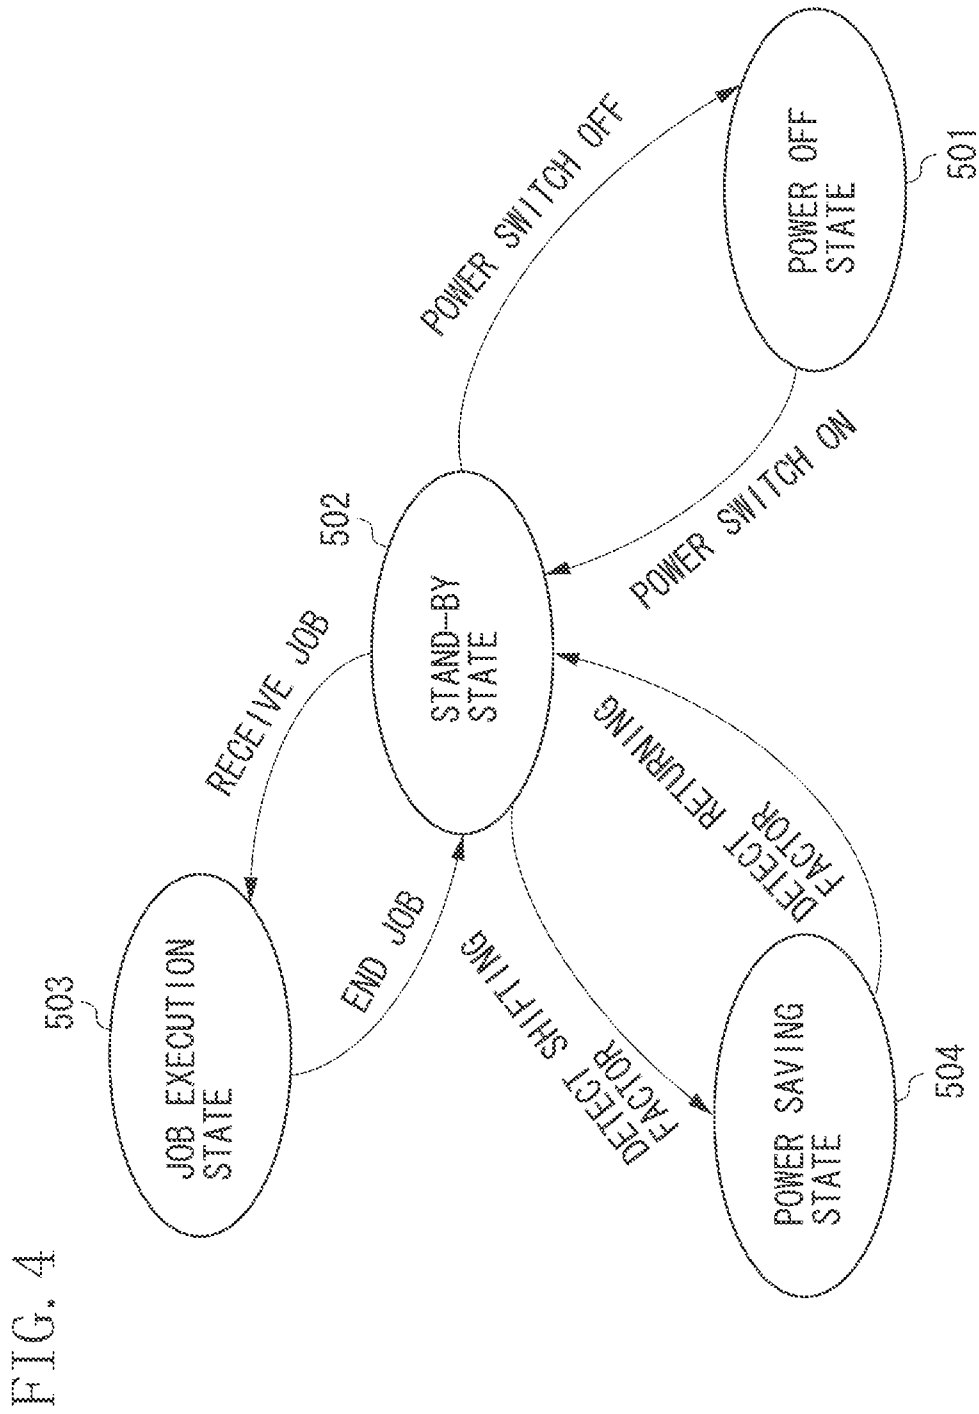 FIG. 4
503
JOB EXECUTION
STATE
RECEIVE JOB
END JOB
502
STAND-BY
STATE
POWER SWITCH OFF
POWER SWITCH ON
DETECT SHIFTING
FACTOR
DETECT RETURNING
FACTOR
POWER SAVING
STATE
504
POWER OFF
STATE
501